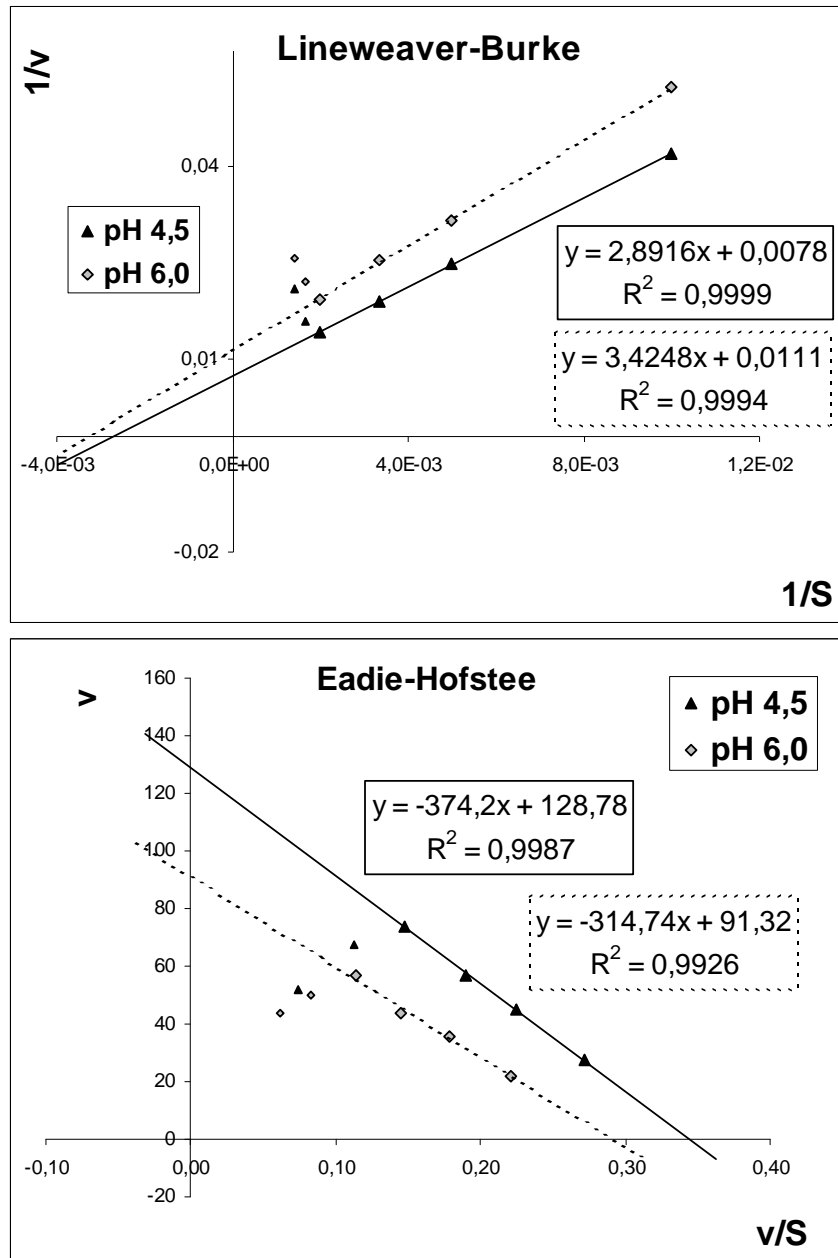 Lineweaver-Burke
1/v
0,04
pH 4,5
pH 6,0
y = 2,8916x + 0,0078
R² = 0,9999
0,01
y = 3,4248x + 0,0111
R² = 0,9994
-4,0E-03 0,0E+00 4,0E-03 8,0E-03 1,2E-02
-0,02
1/S
Eadie-Hofstee
v
160
pH 4,5
pH 6,0
140
120
y = -374,2x + 128,78
R² = 0,9987
100
80
y = -314,74x + 91,32
R² = 0,9926
60
40
20
0
-0,10 0,00 0,10 0,20 0,30 0,40
-20
v/S